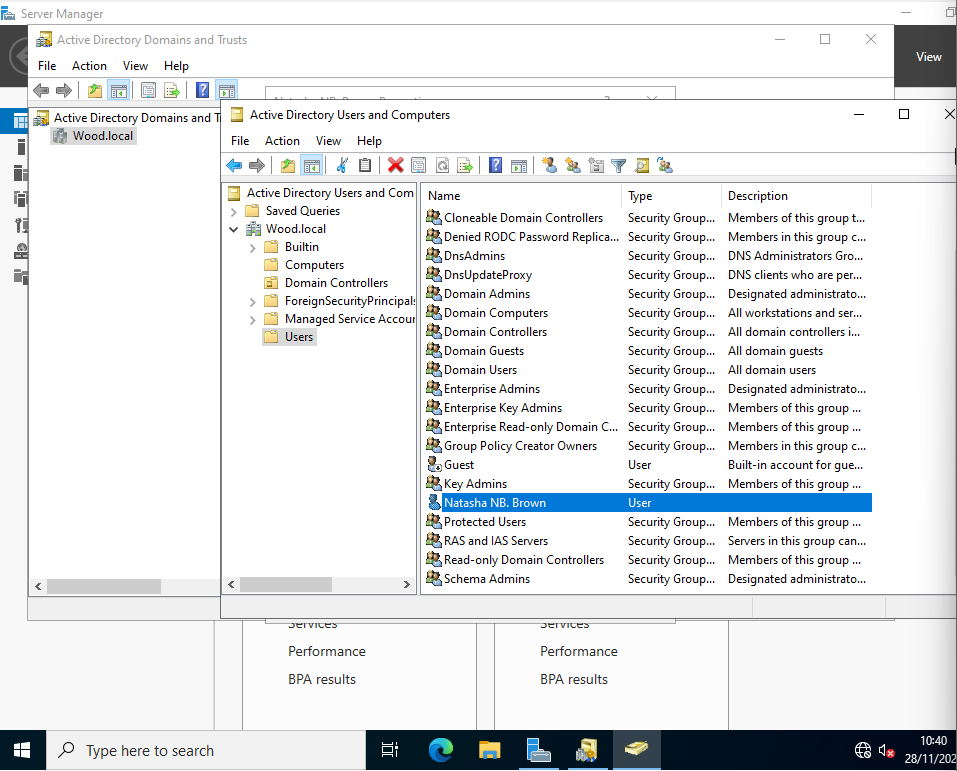 Server Manager
Active Directory Domains and Trusts
File Action View Help
View
Active Directory Domains and T
Wood.local
Active Directory Users and Computers
File Action View Help
Active Directory Users and Com
Saved Queries
Wood.local
Builtin
Computers
Domain Controllers
ForeignSecurityPrincipals
Managed Service Accour
Users
Name Type Description
Cloneable Domain Controllers Security Group... Members of this group t...
Denied RODC Password Replica... Security Group... Members in this group c...
DnsAdmins Security Group... DNS Administrators Gro...
DnsUpdateProxy Security Group... DNS clients who are per...
Domain Admins Security Group... Designated administrato...
Domain Computers Security Group... All workstations and ser...
Domain Controllers Security Group... All domain controllers i...
Domain Guests Security Group... All domain guests
Domain Users Security Group... All domain users
Enterprise Admins Security Group... Designated administrato...
Enterprise Key Admins Security Group... Members of this group ...
Enterprise Read-only Domain C... Security Group... Members of this group ...
Group Policy Creator Owners Security Group... Members in this group c...
Guest User Built-in account for gue...
Key Admins Security Group... Members of this group ...
Natasha NB. Brown User
Protected Users Security Group... Members of this group ...
RAS and IAS Servers Security Group... Servers in this group can...
Read-only Domain Controllers Security Group... Members of this group ...
Schema Admins Security Group... Designated administrato...
Services Services
Performance Performance
BPA results BPA results
Type here to search
10:40
28/11/202